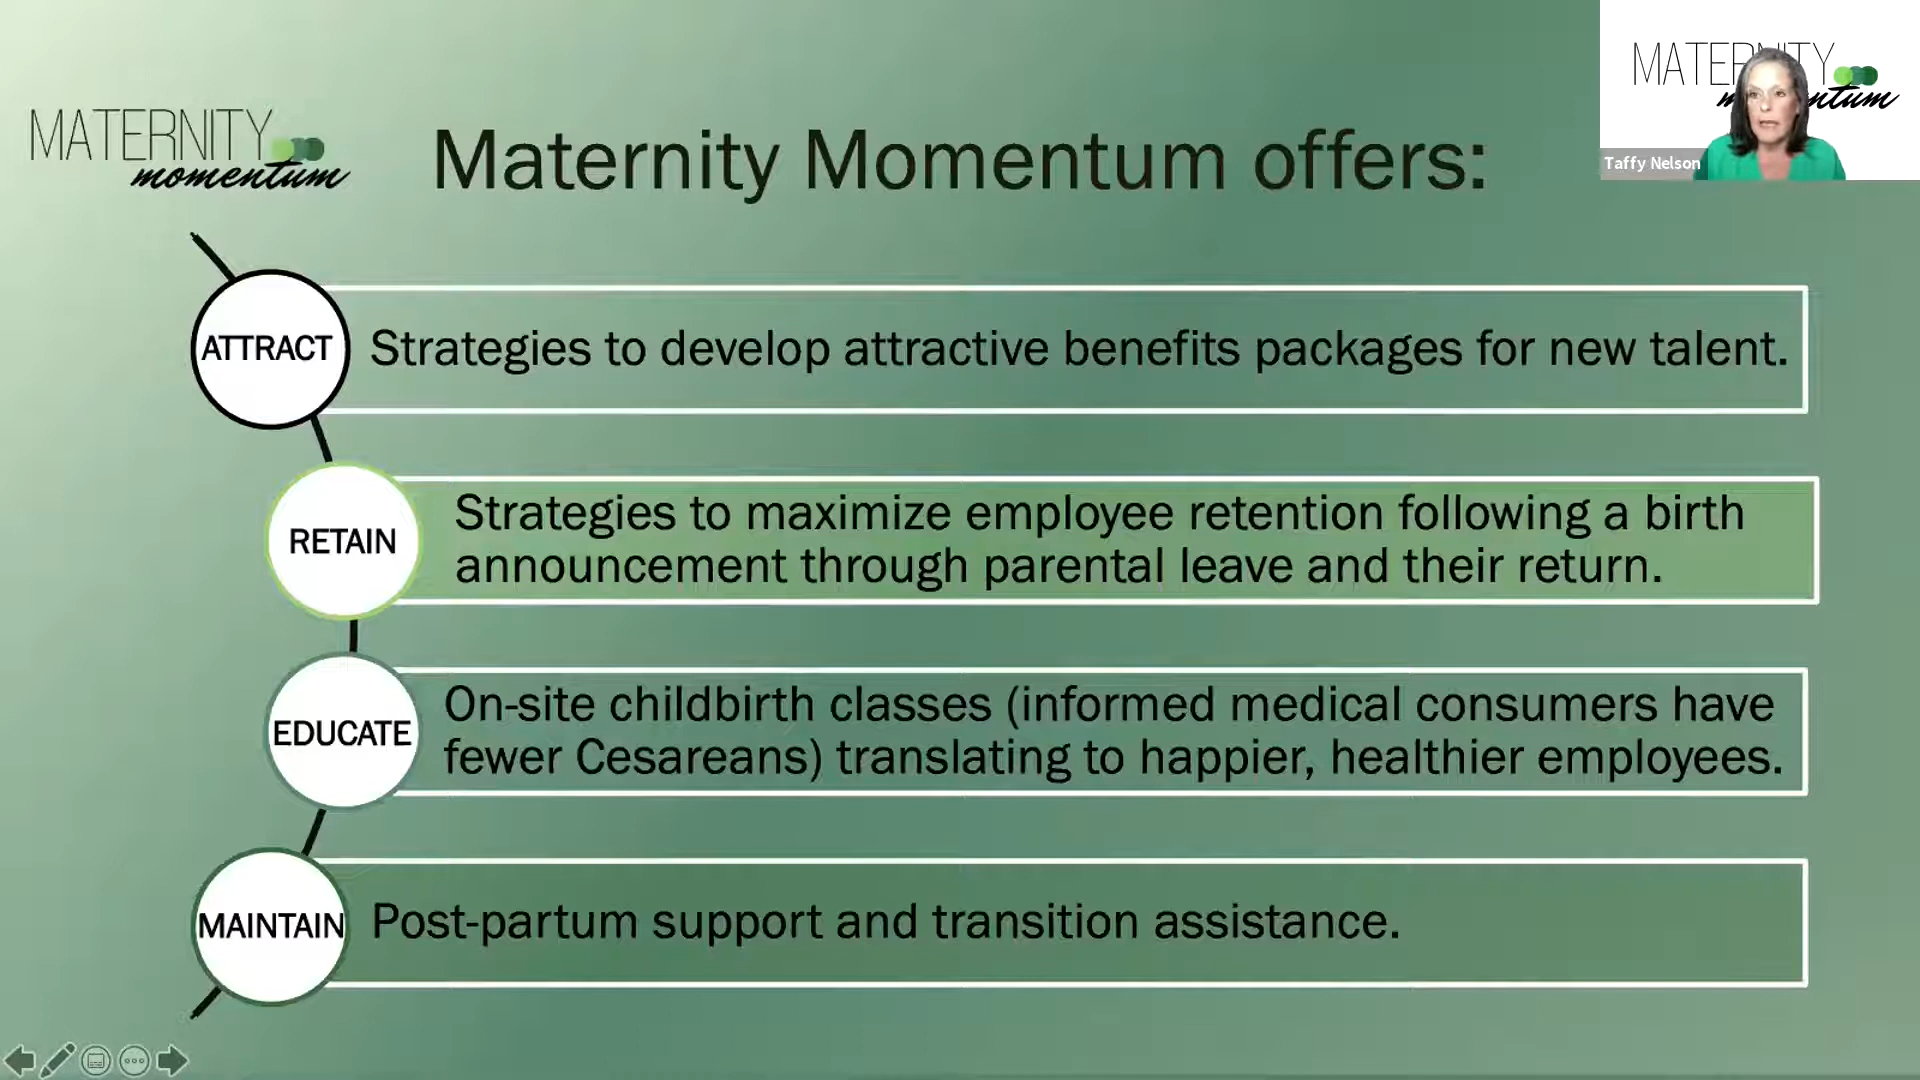 MATERNITY
momentum
Maternity Momentum offers:
MATERNITY
momentum
Taffy Nelson
ATTRACT
Strategies to develop attractive benefits packages for new talent.
RETAIN
Strategies to maximize employee retention following a birth
announcement through parental leave and their return.
EDUCATE
On-site childbirth classes (informed medical consumers have
fewer Cesareans) translating to happier, healthier employees.
MAINTAIN
Post-partum support and transition assistance.